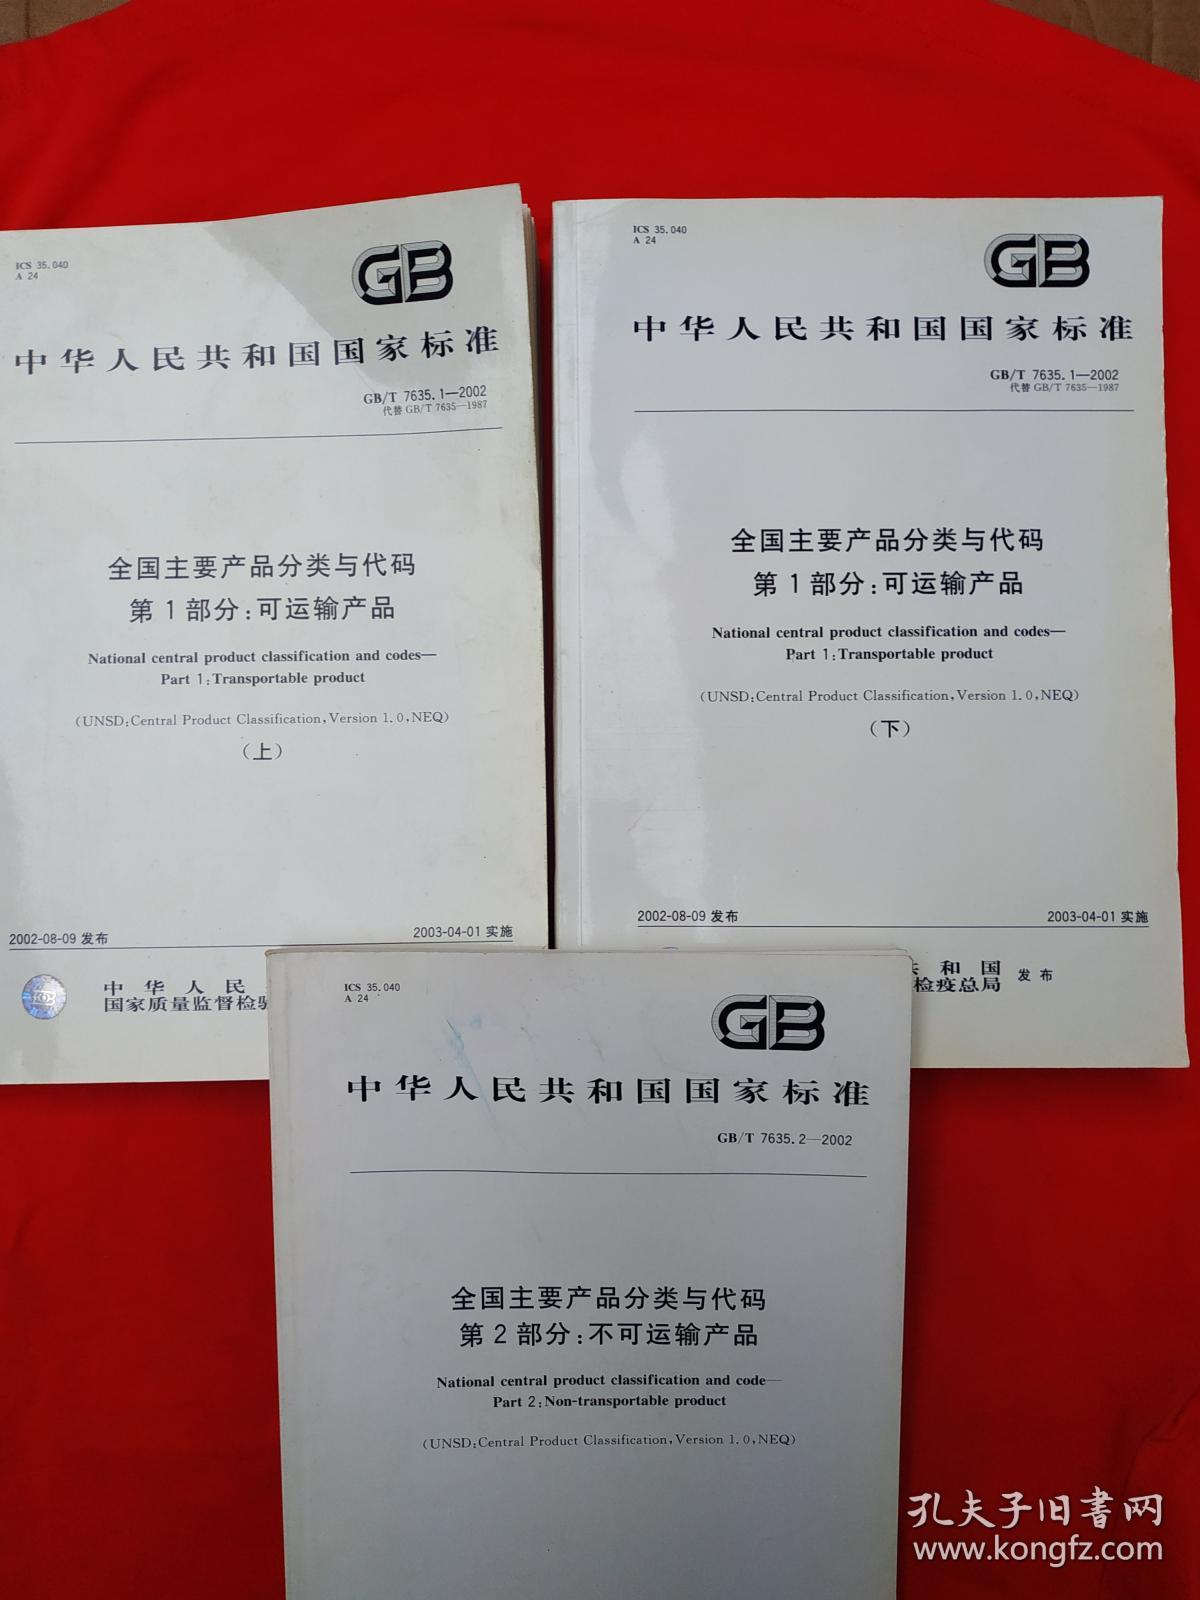 ICS 35.040
A 24
GB
中华人民共和国国家标准
GB/T 7635.1—2002
代替 GB/T 7635—1987
全国主要产品分类与代码
第1部分:可运输产品
National central product classification and codes—
Part 1:Transportable product
(UNSD:Central Product Classification,Version 1.0,NEQ)
(上)
2002-08-09 发布
2003-04-01 实施
中华人民
国家质量监督检验
ICS 35.040
A 24
GB
中华人民共和国国家标准
GB/T 7635.1—2002
代替 GB/T 7635—1987
全国主要产品分类与代码
第1部分:可运输产品
National central product classification and codes—
Part 1:Transportable product
(UNSD:Central Product Classification,Version 1.0,NEQ)
(下)
2002-08-09 发布
2003-04-01 实施
共和国
检疫总局
发布
ICS 35.040
A 24
GB
中华人民共和国国家标准
GB/T 7635.2—2002
全国主要产品分类与代码
第2部分:不可运输产品
National central product classification and code—
Part 2:Non-transportable product
(UNSD:Central Product Classification,Version 1.0,NEQ)
孔夫子旧书网
www.kongfz.com